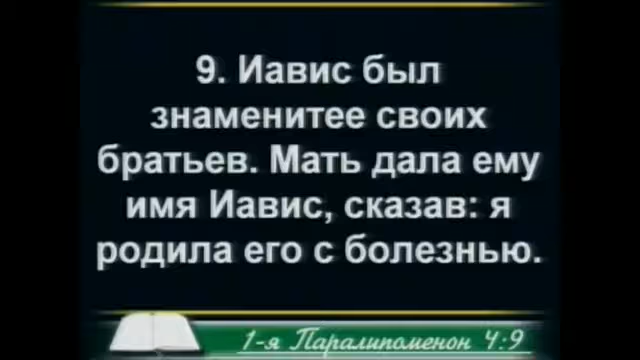 9. Иавис был
знаменитее своих
братьев. Мать дала ему
имя Иавис, сказав: я
родила его с болезнью.
1-я Паралипоменон 4:9